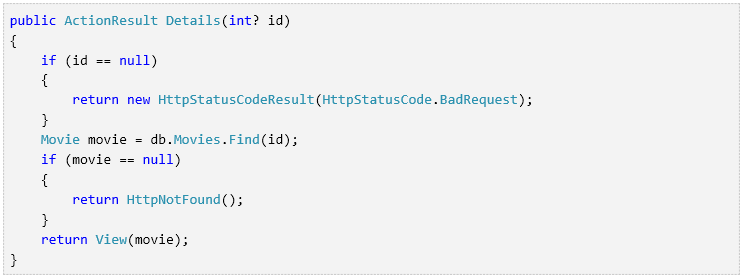 public ActionResult Details(int? id)
{
    if (id == null)
    {
        return new HttpStatusCodeResult(HttpStatusCode.BadRequest);
    }
    Movie movie = db.Movies.Find(id);
    if (movie == null)
    {
        return HttpNotFound();
    }
    return View(movie);
}